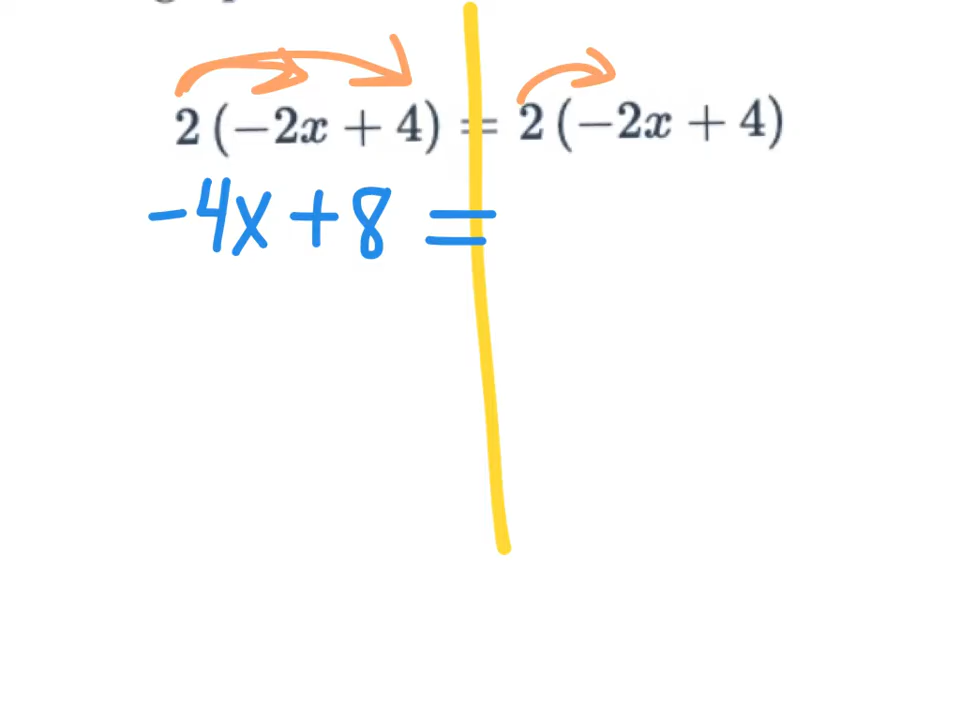 2(−2x + 4) = 2(−2x + 4)
-4x + 8 =